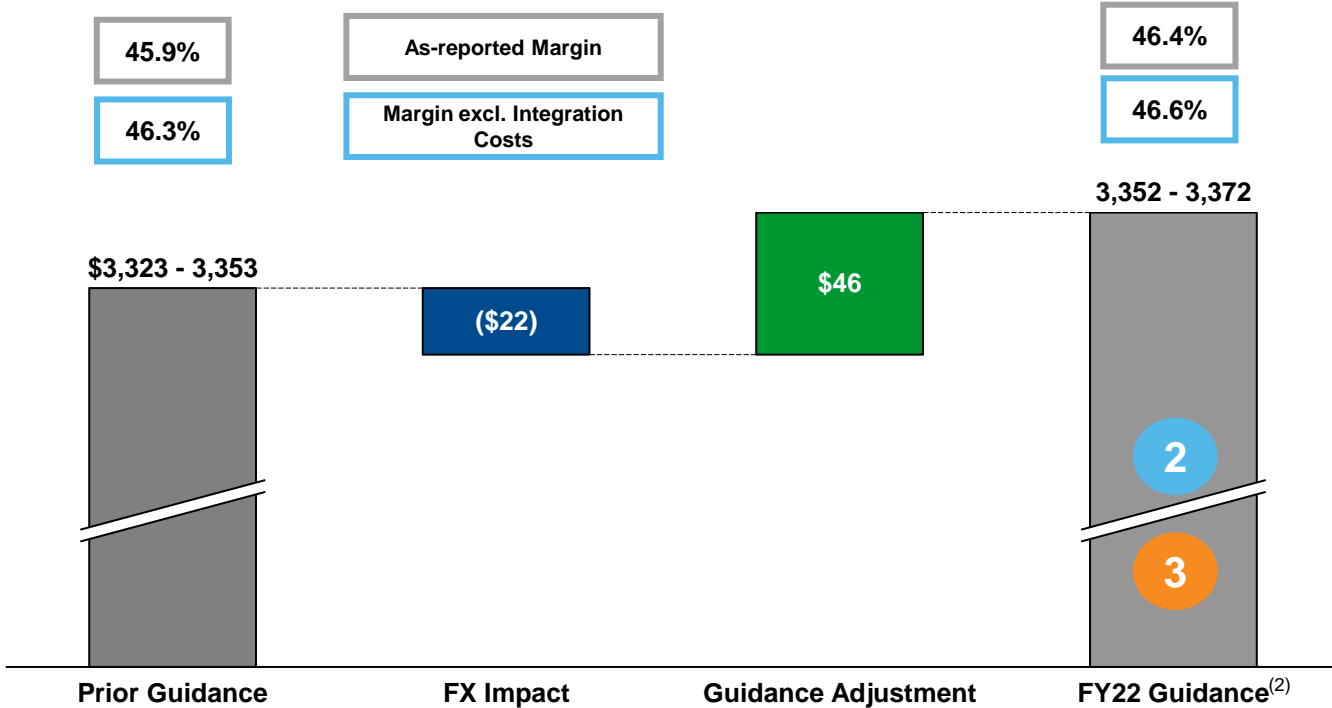 45.9%
As-reported Margin
46.4%
46.3%
Margin excl. Integration
Costs
46.6%
3,352 - 3,372
$3,323 - 3,353
$46
($22)
2
3
Prior Guidance
FX Impact
Guidance Adjustment
FY22 Guidance(2)